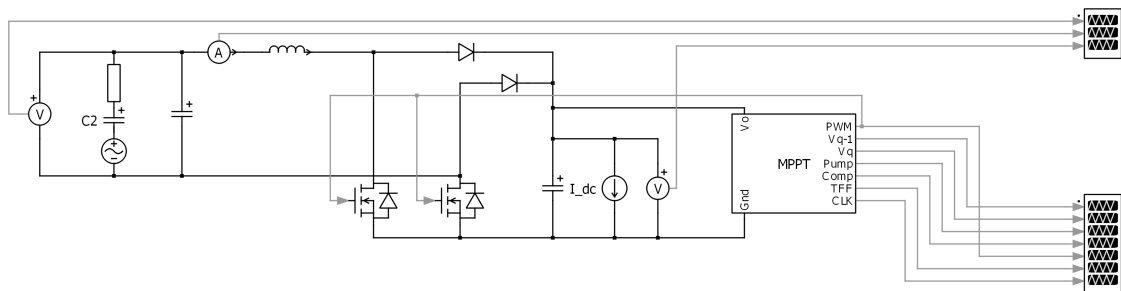 A
V
C2
Vo
PWM
Vq-1
Vq
Pump
Comp
TFF
CLK
MPPT
Gnd
I_dc
V